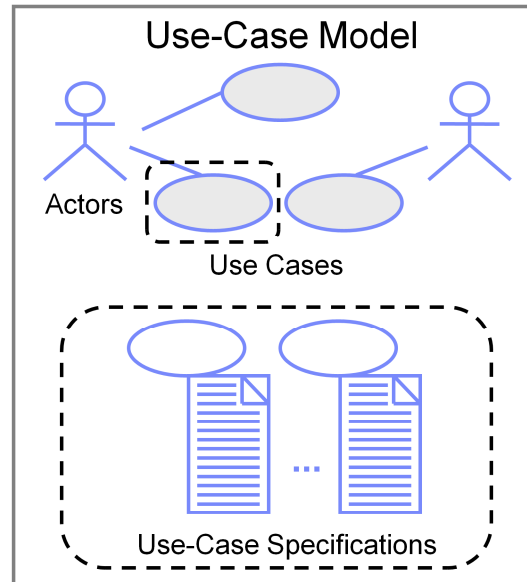 Use-Case Model
Actors
Use Cases
...
Use-Case Specifications